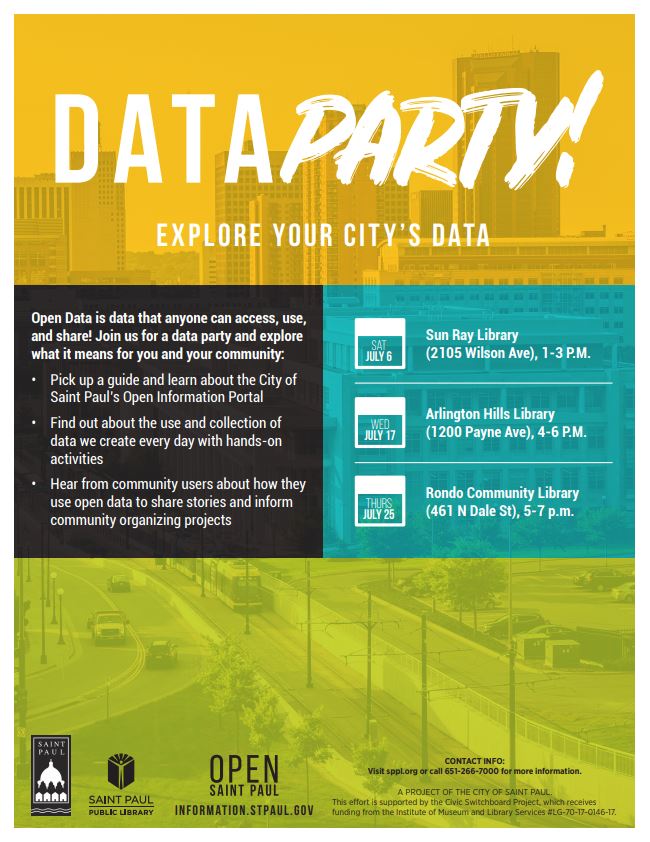 DATA PARTY!
EXPLORE YOUR CITY'S DATA
Open Data is data that anyone can access, use,
and share! Join us for a data party and explore
what it means for you and your community:
• Pick up a guide and learn about the City of
Saint Paul's Open Information Portal
• Find out about the use and collection of
data we create every day with hands-on
activities
• Hear from community users about how they
use open data to share stories and inform
community organizing projects
SAT
JULY 6
Sun Ray Library
(2105 Wilson Ave), 1-3 P.M.
WED
JULY 17
Arlington Hills Library
(1200 Payne Ave), 4-6 P.M.
THURS
JULY 25
Rondo Community Library
(461 N Dale St), 5-7 p.m.
SAINT
PAUL
SAINT PAUL
PUBLIC LIBRARY
OPEN
SAINT PAUL
INFORMATION.STPAUL.GOV
CONTACT INFO:
Visit sppl.org or call 651-266-7000 for more information.
A PROJECT OF THE CITY OF SAINT PAUL.
This effort is supported by the Civic Switchboard Project, which receives
funding from the Institute of Museum and Library Services #LG-70-17-0146-17.